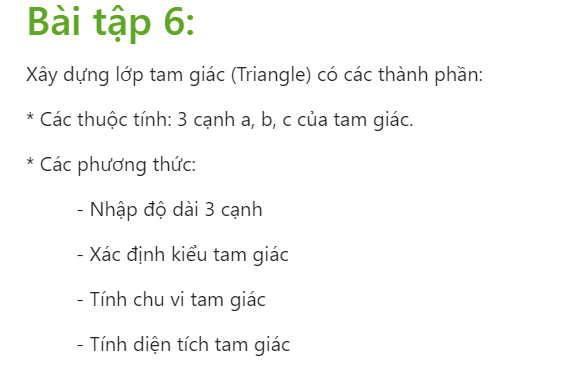 Bài tập 6:
Xây dựng lớp tam giác (Triangle) có các thành phần:
* Các thuộc tính: 3 cạnh a, b, c của tam giác.
* Các phương thức:
- Nhập độ dài 3 cạnh
- Xác định kiểu tam giác
- Tính chu vi tam giác
- Tính diện tích tam giác